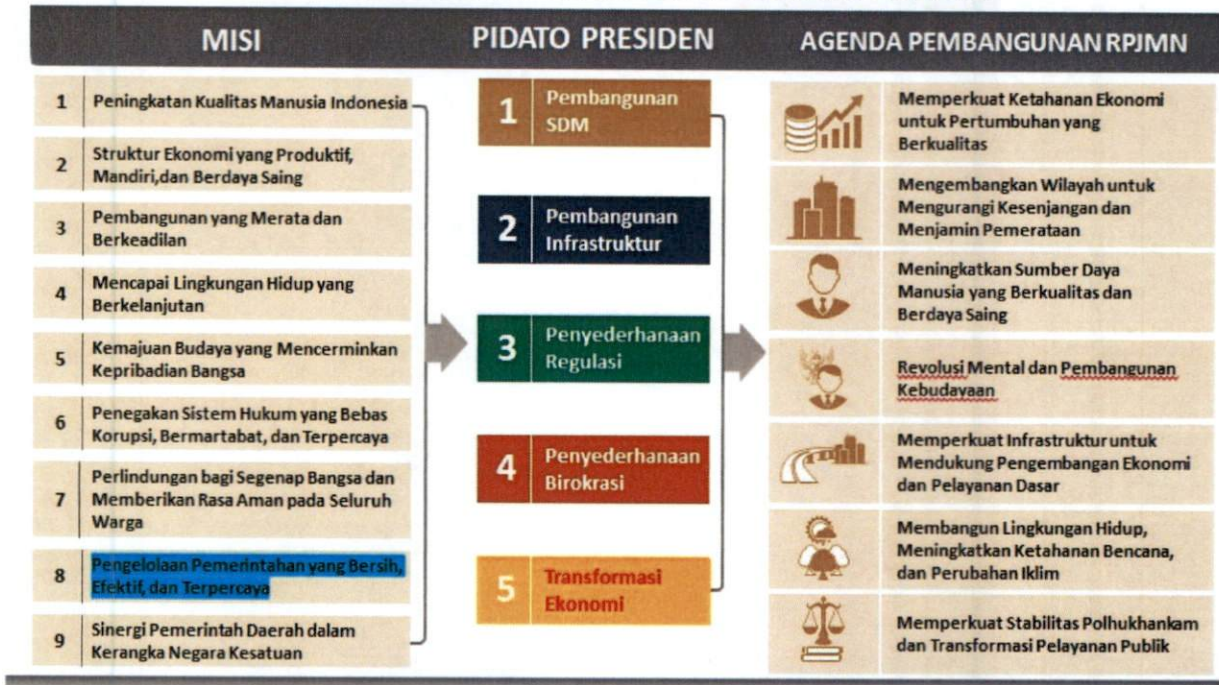 MISI
1
Peningkatan Kualitas Manusia Indonesia
2
Struktur Ekonomi yang Produktif,
Mandiri,dan Berdaya Saing
3
Pembangunan yang Merata dan
Berkeadilan
4
Mencapai Lingkungan Hidup yang
Berkelanjutan
5
Kemajuan Budaya yang Mencerminkan
Kepribadian Bangsa
6
Penegakan Sistem Hukum yang Bebas
Korupsi, Bermartabat, dan Terpercaya
7
Perlindungan bagi Segenap Bangsa dan
Memberikan Rasa Aman pada Seluruh
Warga
8
Pengelolaan Pemerintahan yang Bersih,
Efektif, dan Terpercaya
9
Sinergi Pemerintah Daerah dalam
Kerangka Negara Kesatuan
PIDATO PRESIDEN
1
Pembangunan
SDM
2
Pembangunan
Infrastruktur
3
Penyederhanaan
Regulasi
4
Penyederhanaan
Birokrasi
5
Transformasi
Ekonomi
AGENDA PEMBANGUNAN RPJMN
Memperkuat Ketahanan Ekonomi
untuk Pertumbuhan yang
Berkualitas
Mengembangkan Wilayah untuk
Mengurangi Kesenjangan dan
Menjamin Pemerataan
Meningkatkan Sumber Daya
Manusia yang Berkualitas dan
Berdaya Saing
Revolusi Mental dan Pembangunan
Kebudayaan
Memperkuat Infrastruktur untuk
Mendukung Pengembangan Ekonomi
dan Pelayanan Dasar
Membangun Lingkungan Hidup,
Meningkatkan Ketahanan Bencana,
dan Perubahan Iklim
Memperkuat Stabilitas Polhukhankam
dan Transformasi Pelayanan Publik